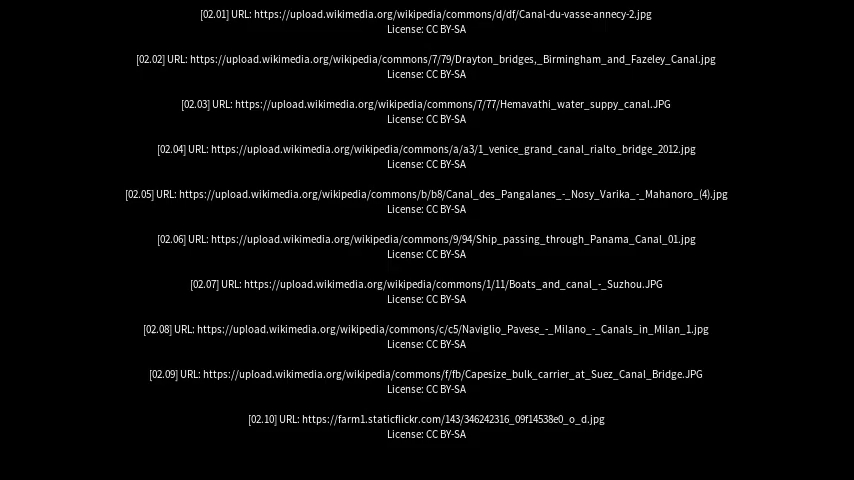 [02.01] URL: https://upload.wikimedia.org/wikipedia/commons/d/df/Canal-du-vasse-annecy-2.jpg
License: CC BY-SA
[02.02] URL: https://upload.wikimedia.org/wikipedia/commons/7/79/Drayton_bridges,_Birmingham_and_Fazeley_Canal.jpg
License: CC BY-SA
[02.03] URL: https://upload.wikimedia.org/wikipedia/commons/7/77/Hemavathi_water_suppy_canal.JPG
License: CC BY-SA
[02.04] URL: https://upload.wikimedia.org/wikipedia/commons/a/a3/1_venice_grand_canal_rialto_bridge_2012.jpg
License: CC BY-SA
[02.05] URL: https://upload.wikimedia.org/wikipedia/commons/b/b8/Canal_des_Pangalanes_-_Nosy_Varika_-_Mahanoro_(4).jpg
License: CC BY-SA
[02.06] URL: https://upload.wikimedia.org/wikipedia/commons/9/94/Ship_passing_through_Panama_Canal_01.jpg
License: CC BY-SA
[02.07] URL: https://upload.wikimedia.org/wikipedia/commons/1/11/Boats_and_canal_-_Suzhou.JPG
License: CC BY-SA
[02.08] URL: https://upload.wikimedia.org/wikipedia/commons/c/c5/Naviglio_Pavese_-_Milano_-_Canals_in_Milan_1.jpg
License: CC BY-SA
[02.09] URL: https://upload.wikimedia.org/wikipedia/commons/f/fb/Capesize_bulk_carrier_at_Suez_Canal_Bridge.JPG
License: CC BY-SA
[02.10] URL: https://farm1.staticflickr.com/143/346242316_09f14538e0_o_d.jpg
License: CC BY-SA